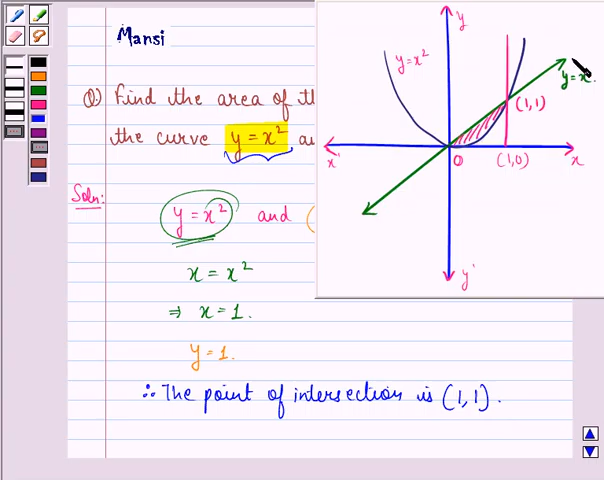 Mansi
Q) Find the area of th
the curve y = x² a
Soln:
y = x² and (
x = x²
⇒ x = 1.
y = 1.
∴ The point of intersection is (1, 1).
y
y = x²
y = x.
(1,1)
x'
O
(1,0)
x
y'